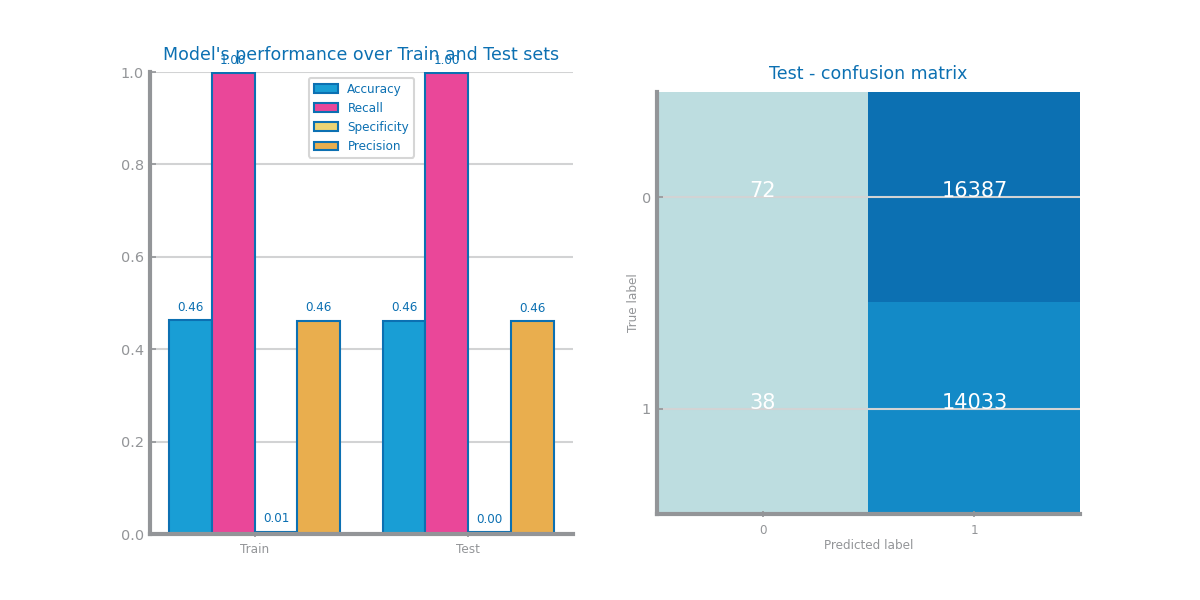 Model's performance over Train and Test sets
1.00
1.00
1.0
0.8
0.6
0.4
0.2
0.0
Accuracy
Recall
Specificity
Precision
0.46
0.01
0.46
0.46
0.00
0.46
Train
Test
Test - confusion matrix
True label
0
1
72
16387
38
14033
0
1
Predicted label